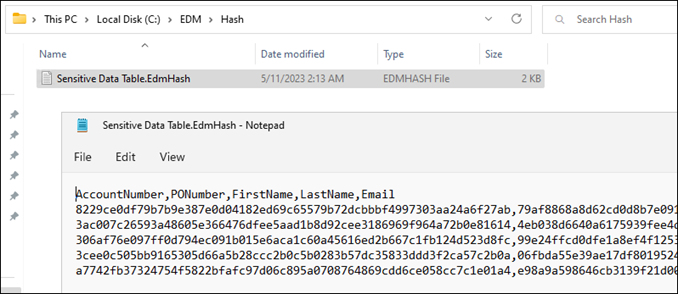 This PC > Local Disk (C:) > EDM > Hash
Search Hash
Name Date modified Type Size
Sensitive Data Table.EdmHash 5/11/2023 2:13 AM EDMHASH File 2 KB
Sensitive Data Table.EdmHash - Notepad
File Edit View
AccountNumber,PONumber,FirstName,LastName,Email
8229ce0df79b7b9e387e0d04182ed69c65579b72dcbbbf4997303aa24a6f27ab,79af8868a8d62cd0d8b7e091
3ac007c26593a48605e366476dfee5aad1b8d92cee3186969f964a72b0e81614,4eb038d6640a6175939fee4d
306af76e097ff0d794ec091b015e6aca1c60a45616ed2b667c1fb124d523d8fc,99e24ffcd0dfe1a8ef4f1253
3cee0c505bb9165305d66a5b28ccc2b0c5b0283b57dc35833ddd3f2ca57c2b0a,06fbda55e39ae17df8019524
a7742fb37324754f5822bfafc97d06c895a0708764869cdd6ce058cc7c1e01a4,e98a9a598646cb3139f21d00